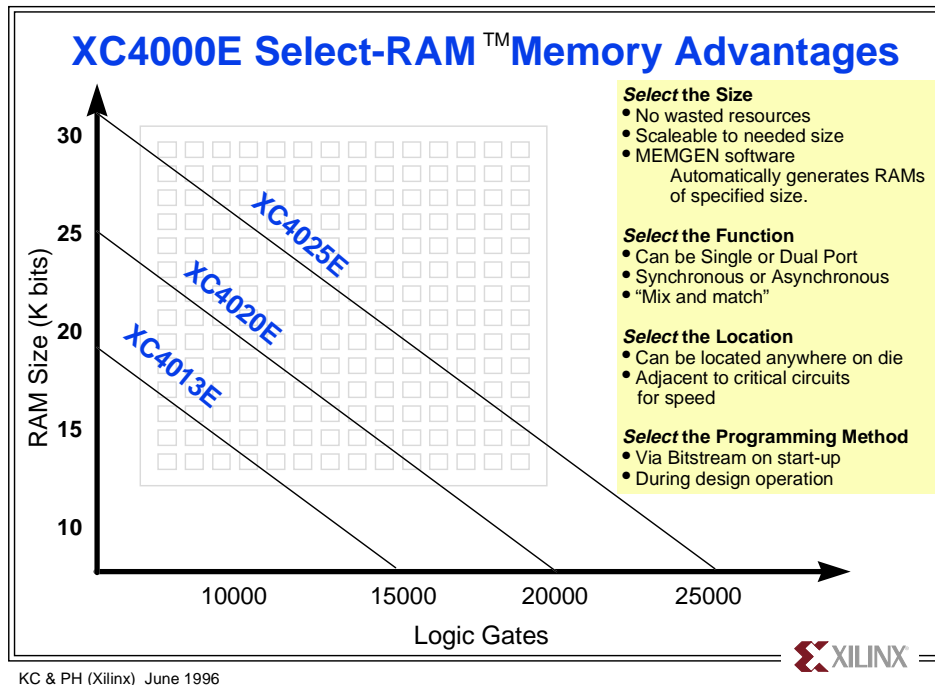 XC4000E Select-RAM ™Memory Advantages
30
25
20
15
10
RAM Size (K bits)
XC4025E
XC4020E
XC4013E
10000
15000
20000
25000
Logic Gates
Select the Size
• No wasted resources
• Scaleable to needed size
• MEMGEN software
Automatically generates RAMs
of specified size.
Select the Function
• Can be Single or Dual Port
• Synchronous or Asynchronous
• “Mix and match”
Select the Location
• Can be located anywhere on die
• Adjacent to critical circuits
for speed
Select the Programming Method
• Via Bitstream on start-up
• During design operation
XILINX
KC & PH (Xilinx) June 1996